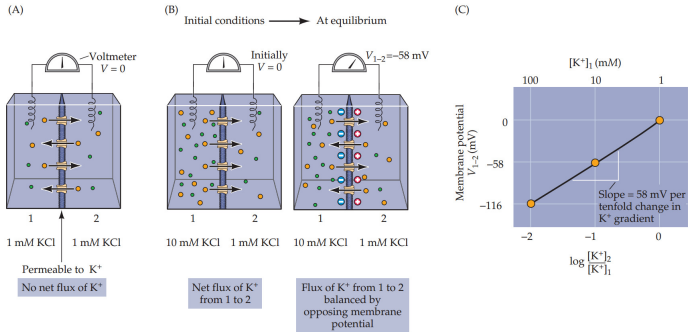 (A)
Voltmeter
V = 0
1
2
1 mM KCl
1 mM KCl
Permeable to K⁺
No net flux of K⁺
(B)
Initial conditions
At equilibrium
Initially
V = 0
1
2
10 mM KCl
1 mM KCl
Net flux of K⁺
from 1 to 2
V₁₋₂=−58 mV
1
2
10 mM KCl
1 mM KCl
Flux of K⁺ from 1 to 2
balanced by
opposing membrane
potential
(C)
[K⁺]₁ (mM)
100
10
1
Membrane potential
V₁₋₂ (mV)
0
−58
−116
Slope = 58 mV per
tenfold change in
K⁺ gradient
−2
−1
0
log [K⁺]₂
[K⁺]₁